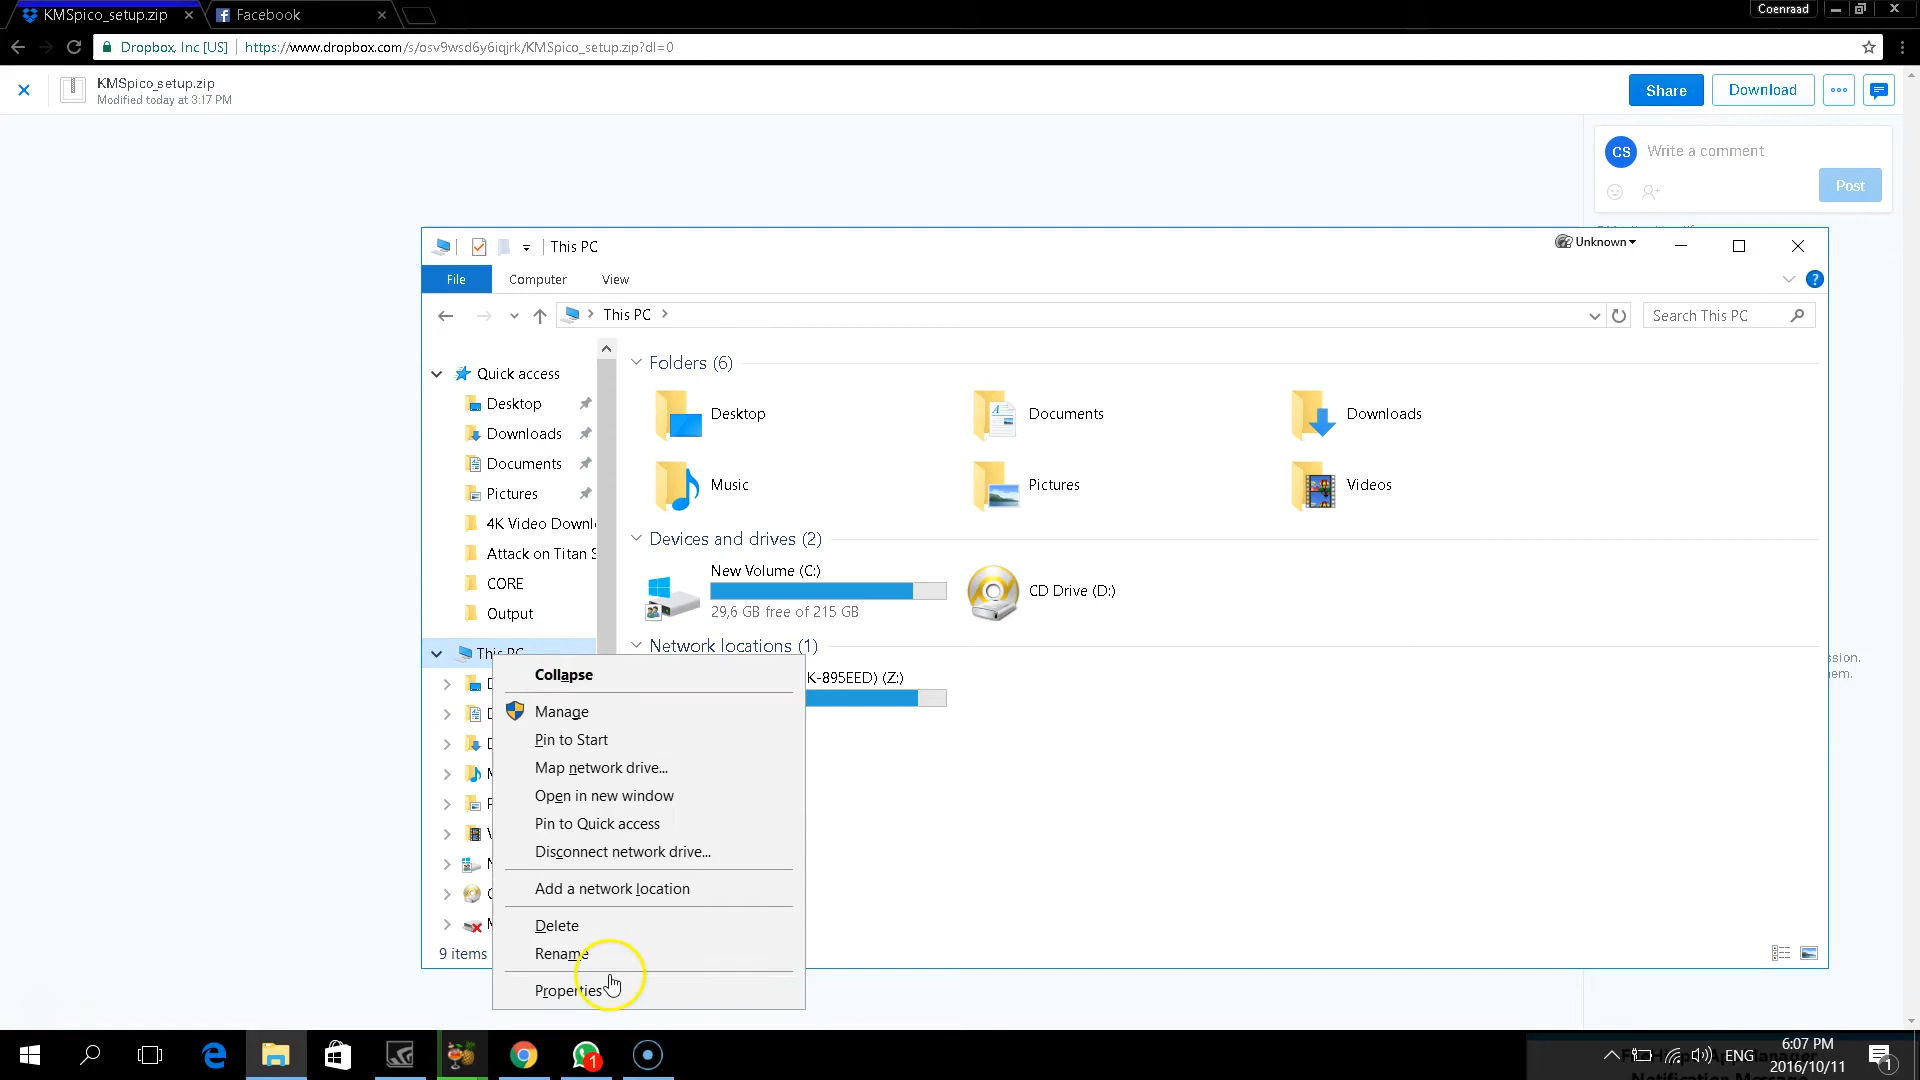 KMSpico_setup.zip
Facebook
Coenraad
Dropbox, Inc [US]
https://www.dropbox.com/s/osv9wsd6y6iqjrk/KMSpico_setup.zip?dl=0
KMSpico_setup.zip
Modified today at 3:17 PM
Share
Download
CS
Write a comment
Post
This PC
Unknown
File
Computer
View
This PC
Search This PC
Quick access
Desktop
Downloads
Documents
Pictures
4K Video Downl
Attack on Titan S
CORE
Output
This PC
Folders (6)
Desktop
Documents
Downloads
Music
Pictures
Videos
Devices and drives (2)
New Volume (C:)
29,6 GB free of 215 GB
CD Drive (D:)
Network locations (1)
K-895EED) (Z:)
Collapse
Manage
Pin to Start
Map network drive...
Open in new window
Pin to Quick access
Disconnect network drive...
Add a network location
Delete
Rename
Properties
9 items
ssion.
em.
1
ENG
6:07 PM
2016/10/11
1